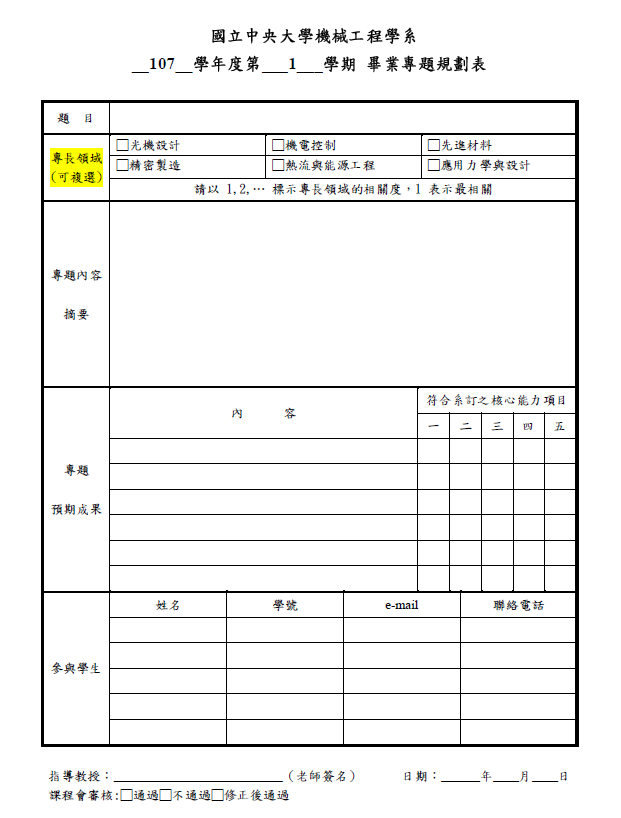 國立中央大學機械工程學系
__107__學年度第___1___學期 畢業專題規劃表
題 目
專長領域
(可複選)
□光機設計 □機電控制 □先進材料
□精密製造 □熱流與能源工程 □應用力學與設計
請以 1,2,… 標示專長領域的相關度，1 表示最相關
專題內容
摘要
專題
預期成果
內 容
符合系訂之核心能力項目
一 二 三 四 五
參與學生
姓名 學號 e-mail 聯絡電話
指導教授：__________________________（老師簽名） 日期：______年____月____日
課程會審核:□通過□不通過□修正後通過